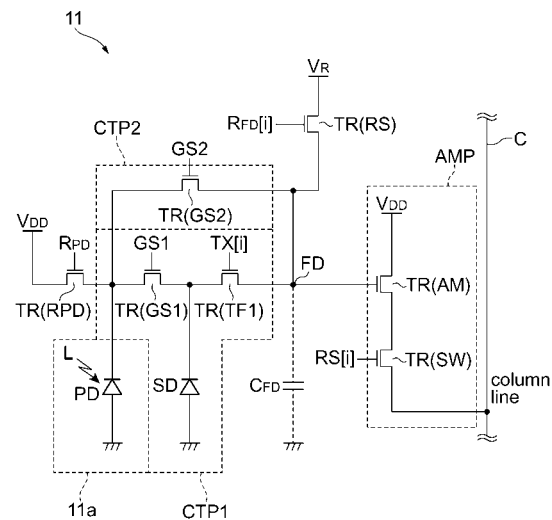 11
VR
RFD[i]
TR(RS)
CTP2
C
GS2
AMP
TR(GS2)
VDD
VDD
RPD
GS1
TX[i]
FD
TR(RPD)
TR(GS1)
TR(TF1)
TR(AM)
L
PD
SD
CFD
RS[i]
TR(SW)
column
line
11a
CTP1